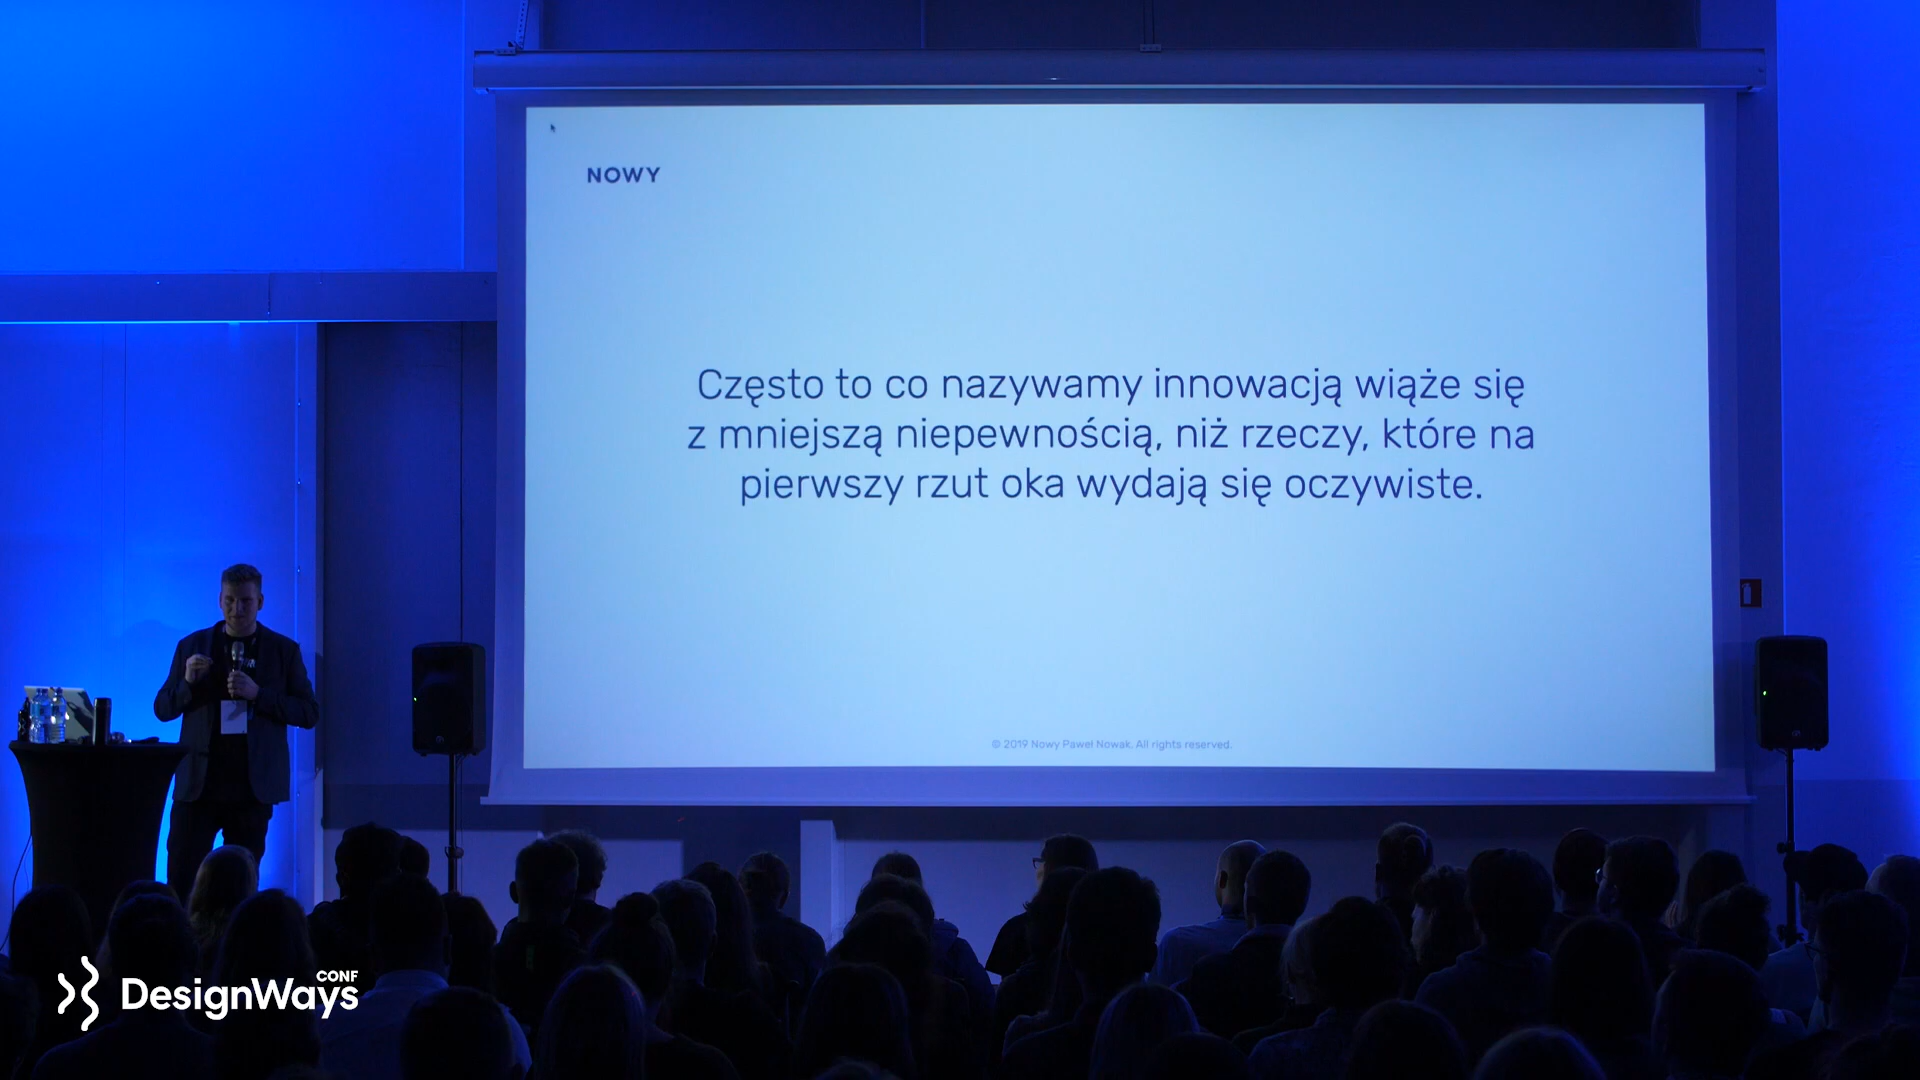 NOWY
Często to co nazywamy innowacją wiąże się
z mniejszą niepewnością, niż rzeczy, które na
pierwszy rzut oka wydają się oczywiste.
© 2019 Nowy Paweł Nowak. All rights reserved.
DesignWays CONF